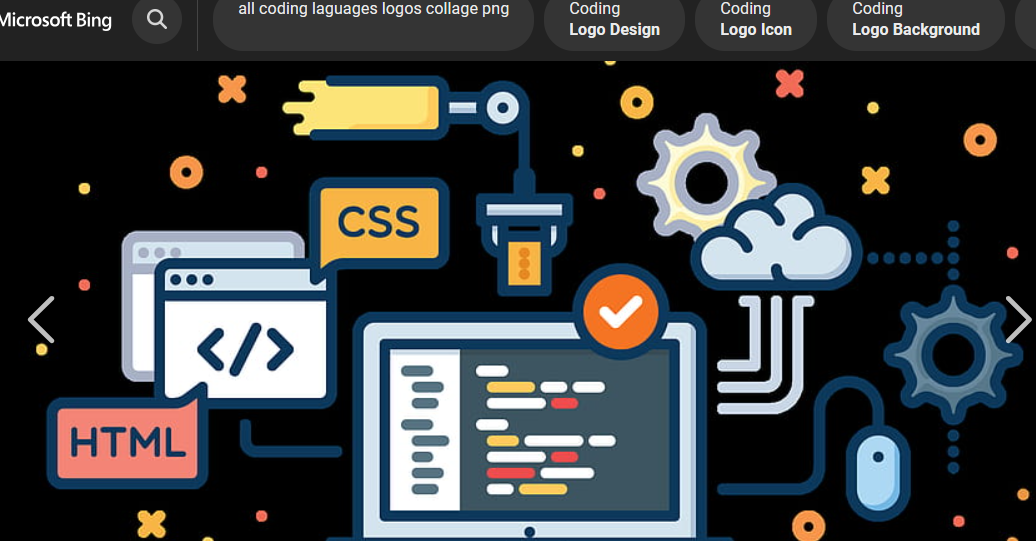 Microsoft Bing
all coding laguages logos collage png
Coding
Logo Design
Coding
Logo Icon
Coding
Logo Background
CSS
</>
HTML